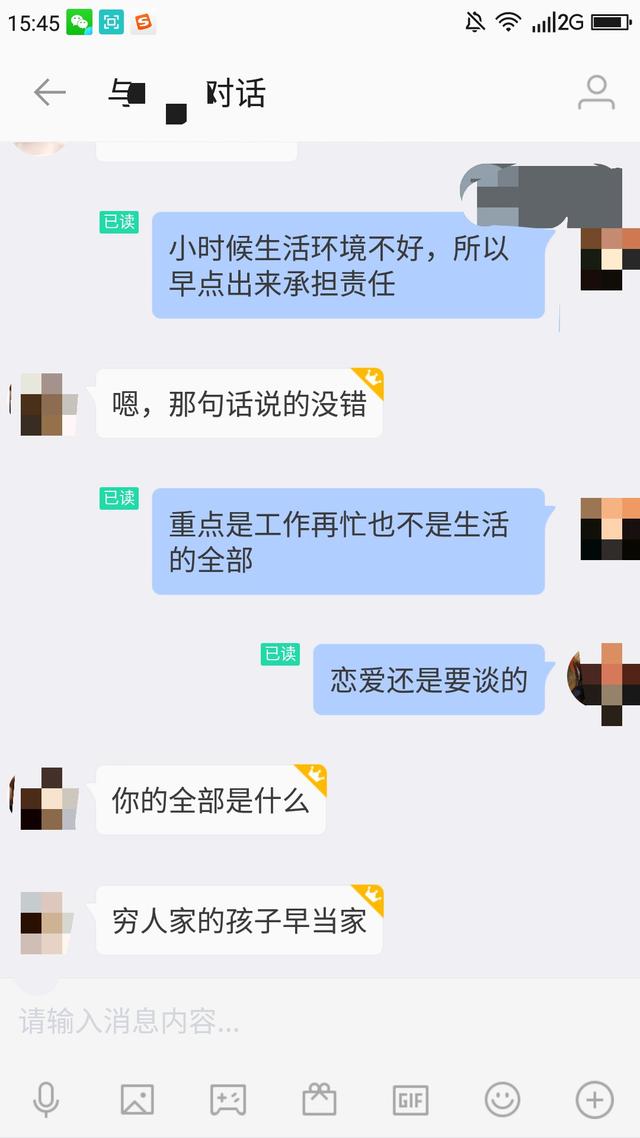 15:45
2G
与
对话
已读
小时候生活环境不好，所以
早点出来承担责任
嗯，那句话说的没错
已读
重点是工作再忙也不是生活
的全部
已读
恋爱还是要谈的
你的全部是什么
穷人家的孩子早当家
请输入消息内容...
GIF